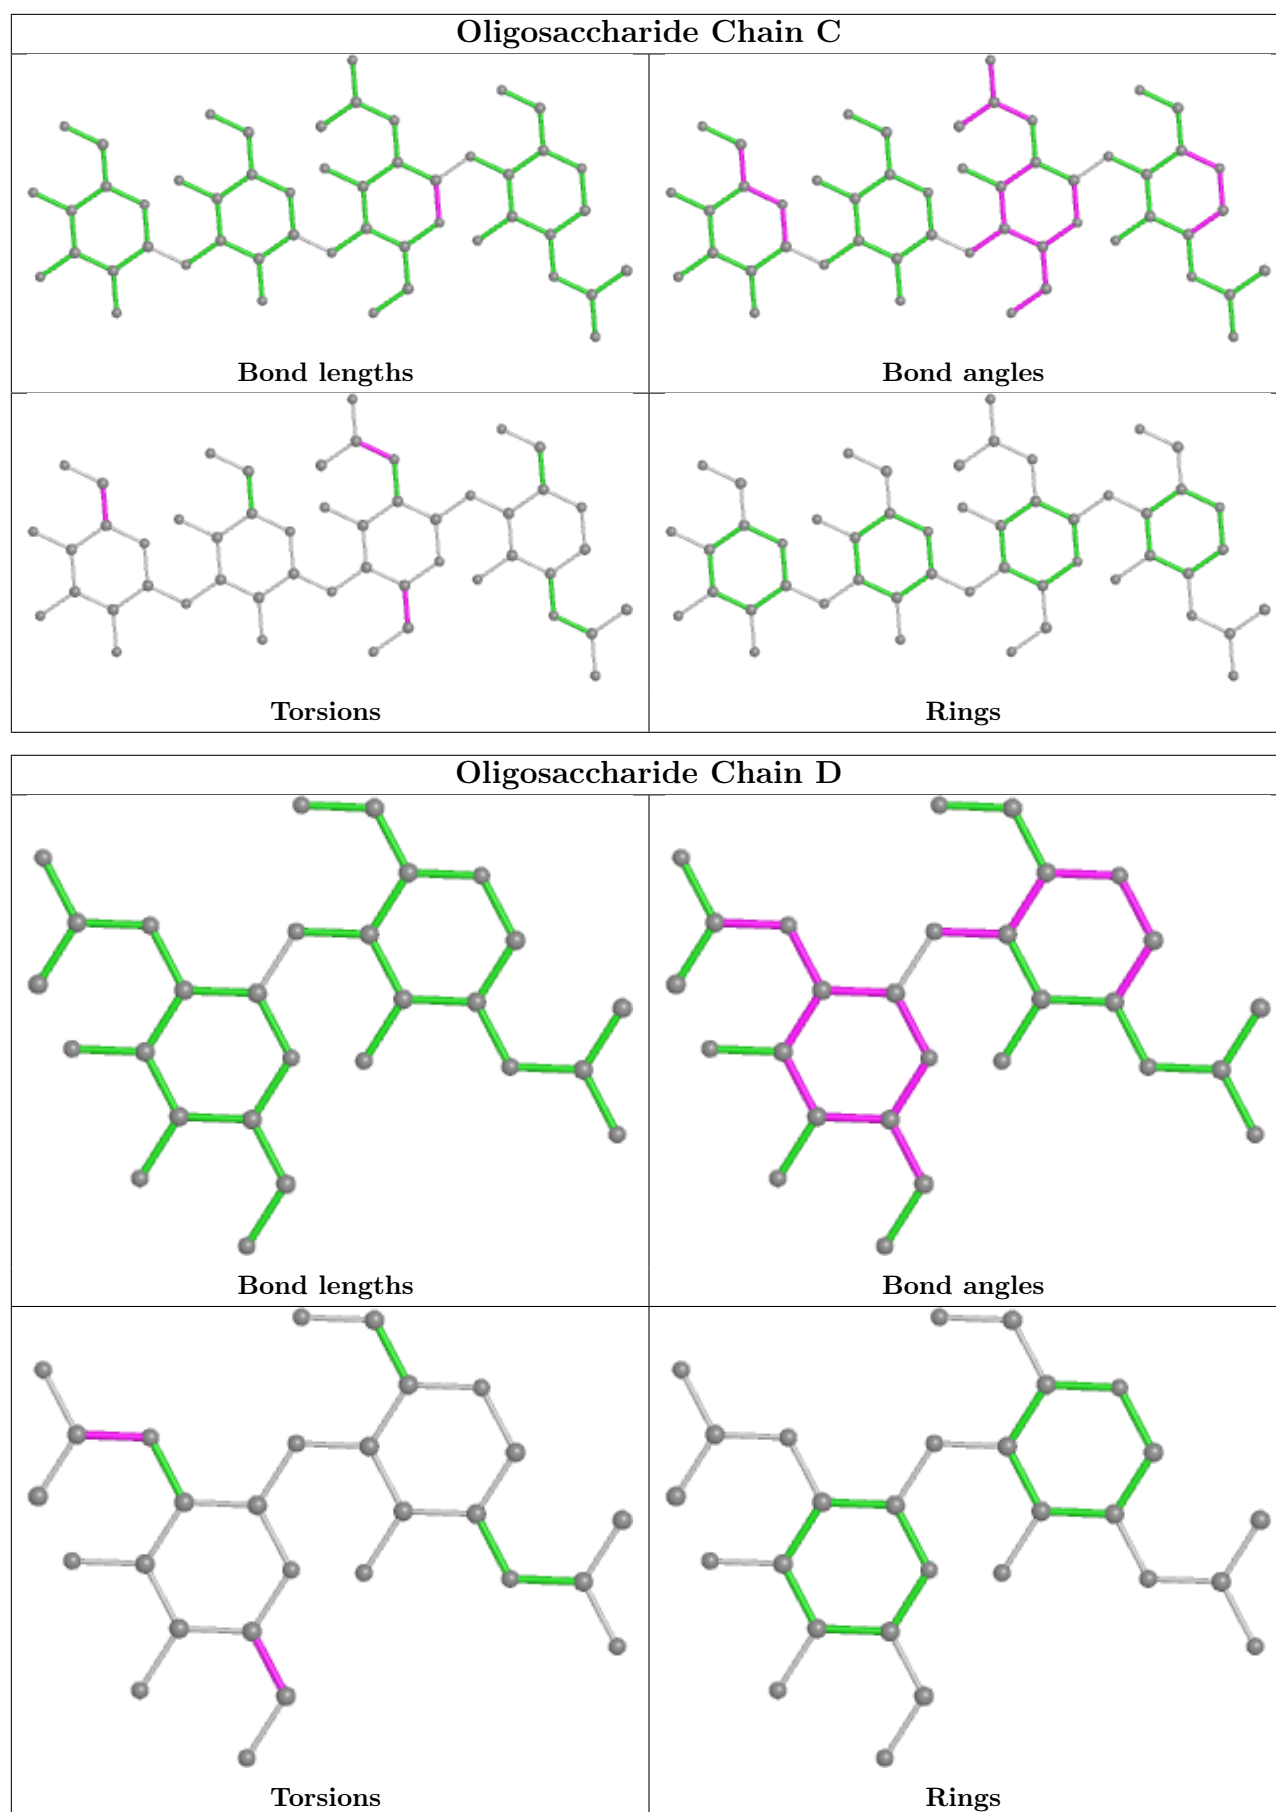 Oligosaccharide Chain C
Bond lengths
Bond angles
Torsions
Rings
Oligosaccharide Chain D
Bond lengths
Bond angles
Torsions
Rings